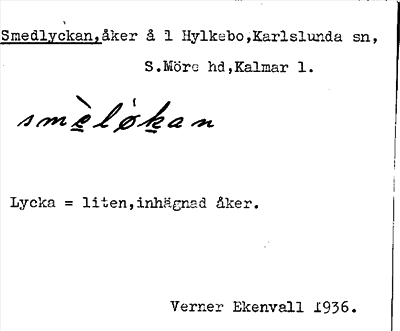 Smedlyckan,åker å 1 Hylkebo,Karlslunda sn,
S.Möre hd,Kalmar l.
smèløkan
Lycka = liten,inhägnad åker.
Verner Ekenvall 1936.